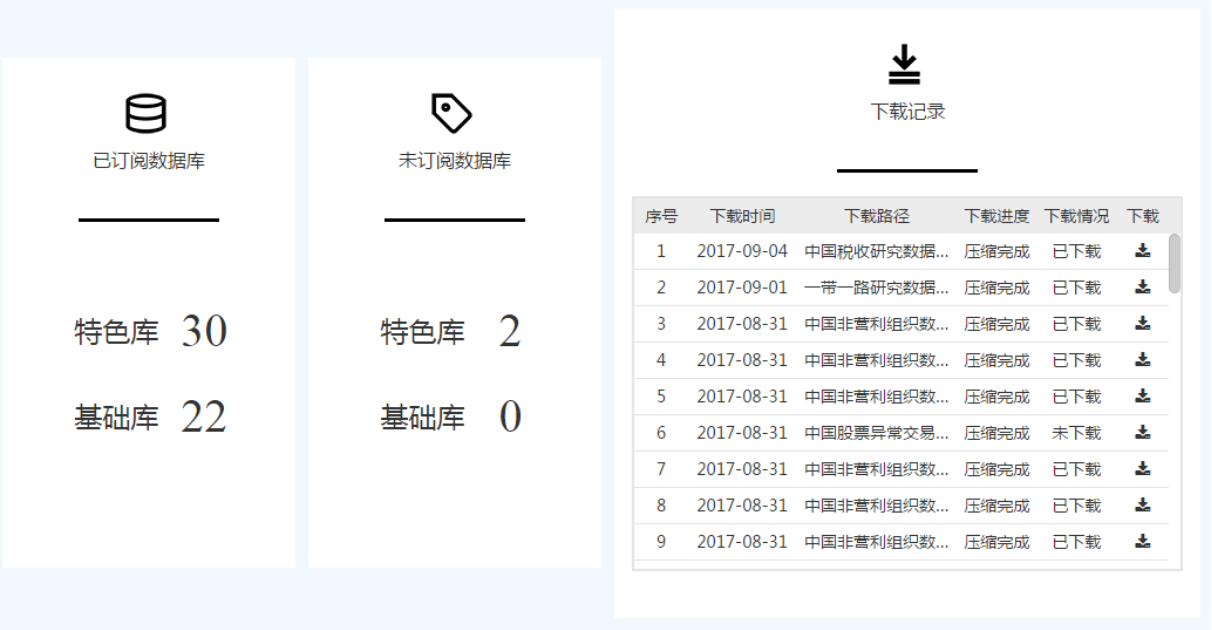 已订阅数据库
特色库 30
基础库 22
未订阅数据库
特色库 2
基础库 0
下载记录
序号 下载时间 下载路径 下载进度 下载情况 下载
1 2017-09-04 中国税收研究数据... 压缩完成 已下载
2 2017-09-01 一带一路研究数据... 压缩完成 已下载
3 2017-08-31 中国非营利组织数... 压缩完成 已下载
4 2017-08-31 中国非营利组织数... 压缩完成 已下载
5 2017-08-31 中国非营利组织数... 压缩完成 已下载
6 2017-08-31 中国股票异常交易... 压缩完成 未下载
7 2017-08-31 中国非营利组织数... 压缩完成 已下载
8 2017-08-31 中国非营利组织数... 压缩完成 已下载
9 2017-08-31 中国非营利组织数... 压缩完成 已下载